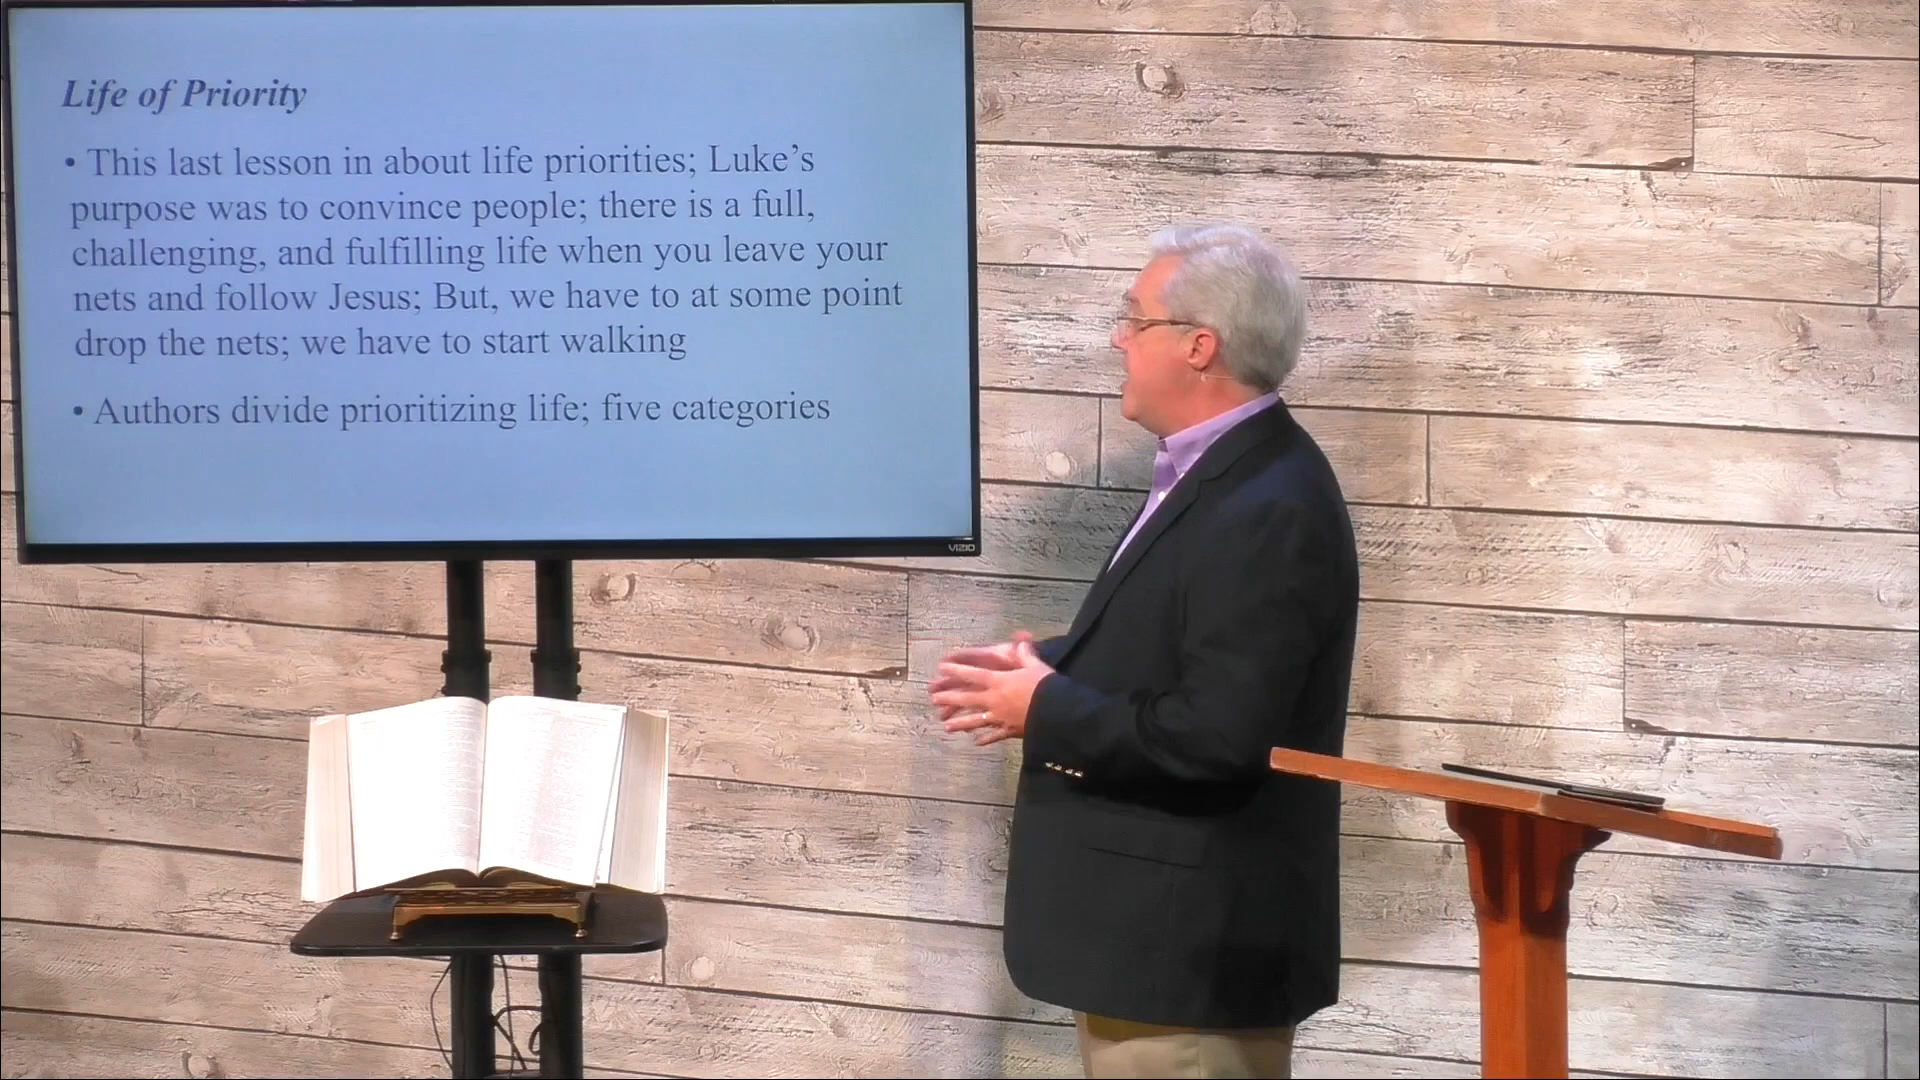 Life of Priority
• This last lesson in about life priorities; Luke's
purpose was to convince people; there is a full,
challenging, and fulfilling life when you leave your
nets and follow Jesus; But, we have to at some point
drop the nets; we have to start walking
• Authors divide prioritizing life; five categories
VIZIO